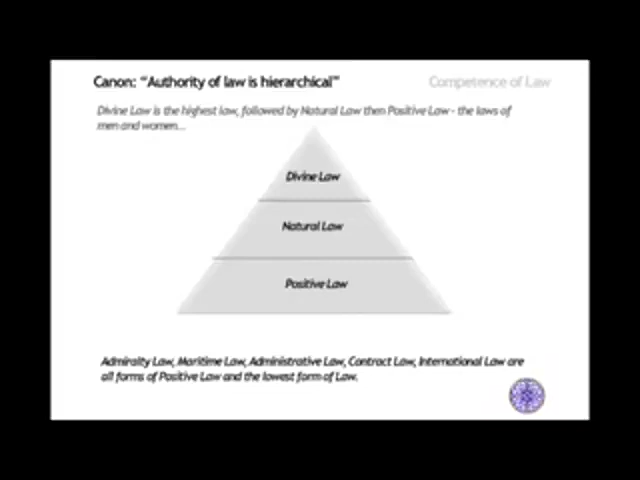 Canon: "Authority of law is hierarchical"
Competence of Law
Divine Law is the highest law, followed by Natural Law then Positive Law - the laws of
men and women...
Divine Law
Natural Law
Positive Law
Admiralty Law, Maritime Law, Administrative Law, Contract Law, International Law are
all forms of Positive Law and the lowest form of Law.